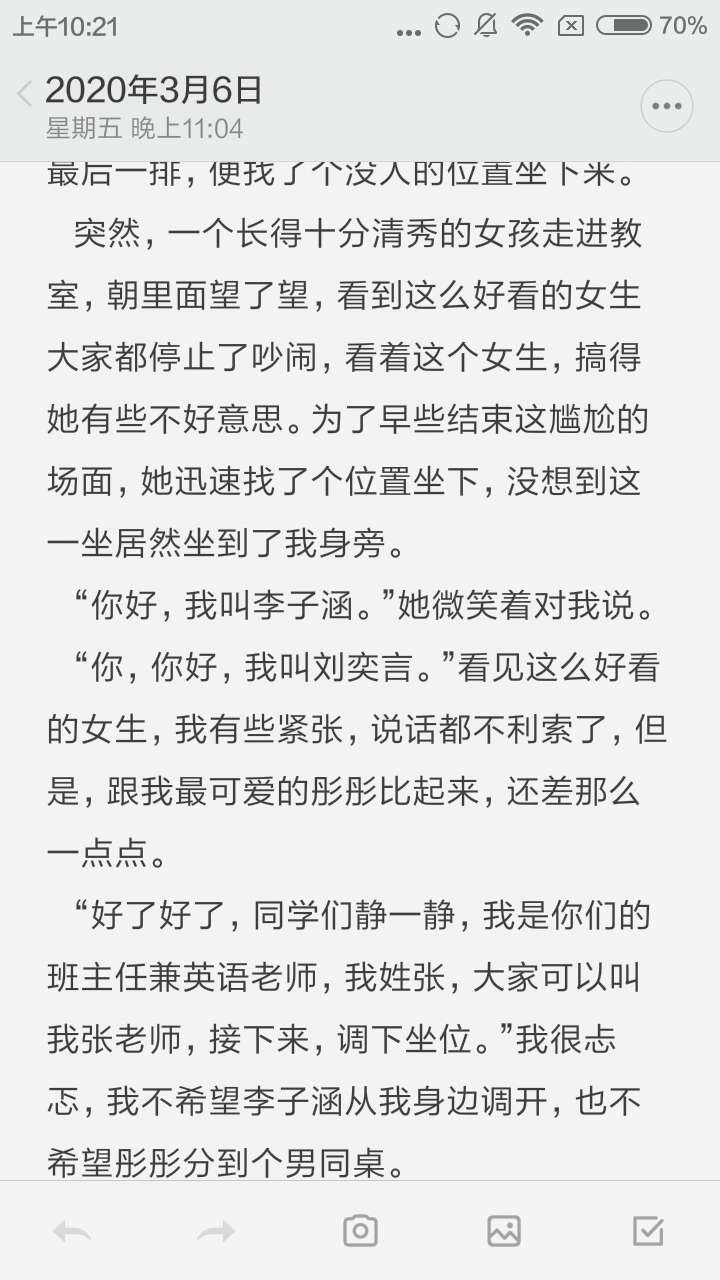 上午10:21
70%
2020年3月6日
星期五 晚上11:04
最后一排，便找了个没人的位置坐下来。
突然，一个长得十分清秀的女孩走进教
室，朝里面望了望，看到这么好看的女生
大家都停止了吵闹，看着这个女生，搞得
她有些不好意思。为了早些结束这尴尬的
场面，她迅速找了个位置坐下，没想到这
一坐居然坐到了我身旁。
“你好，我叫李子涵。”她微笑着对我说。
“你，你好，我叫刘奕言。”看见这么好看
的女生，我有些紧张，说话都不利索了，但
是，跟我最可爱的彤彤比起来，还差那么
一点点。
“好了好了，同学们静一静，我是你们的
班主任兼英语老师，我姓张，大家可以叫
我张老师，接下来，调下坐位。”我很忐
忑，我不希望李子涵从我身边调开，也不
希望彤彤分到个男同桌。